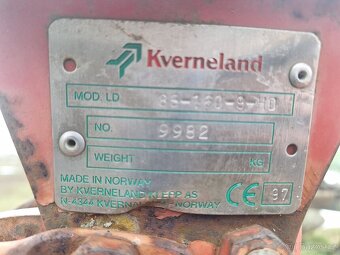 Kverneland
MOD. LD 85-160-9-HD
NO. 9982
WEIGHT KG
MADE IN NORWAY
BY KVERNELAND KLEPP AS
N-4344 KVERNALAND-NORWAY
CE 97